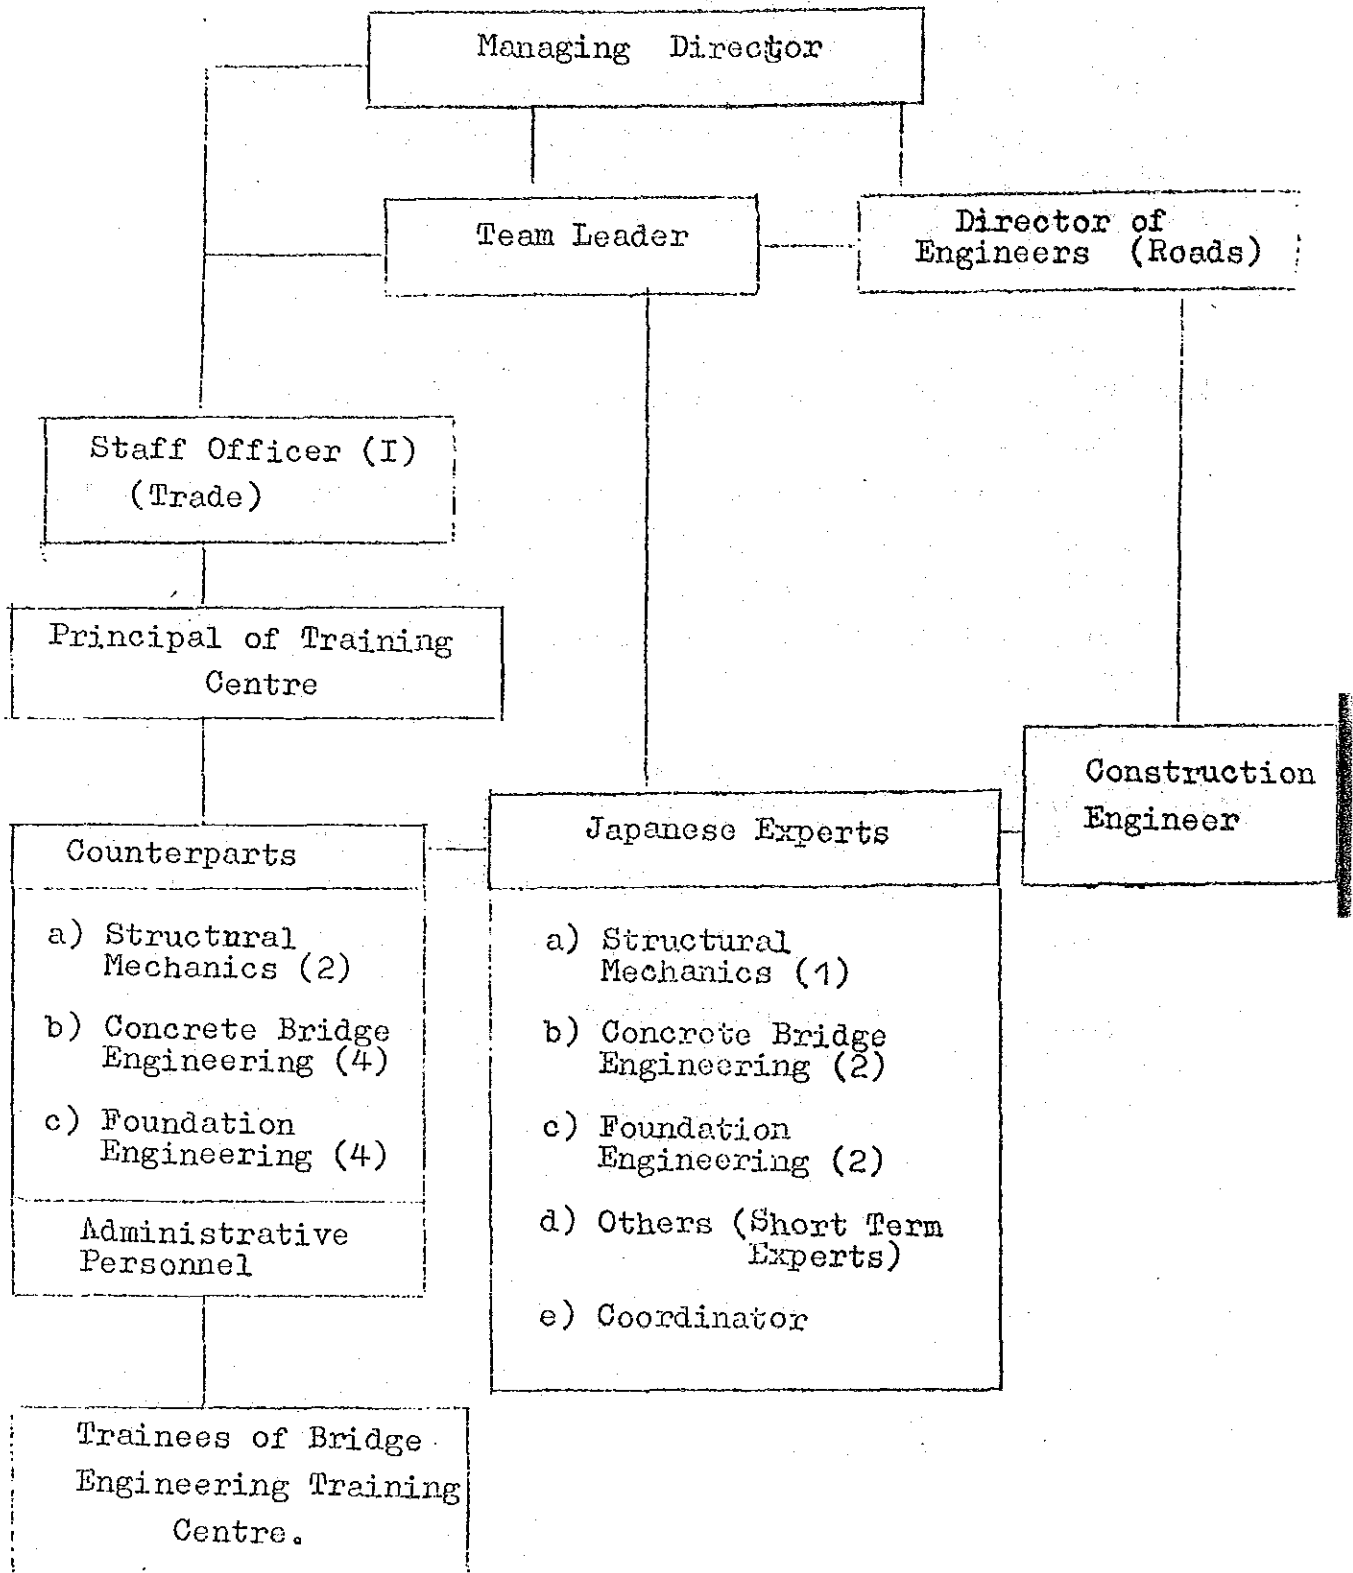 Managing Director
Team Leader
Director of
Engineers (Roads)
Staff Officer (I)
(Trade)
Principal of Training
Centre
Construction
Engineer
Japanese Experts
Counterparts
a) Structural
Mechanics (2)
b) Concrete Bridge
Engineering (4)
c) Foundation
Engineering (4)
Administrative
Personnel
a) Structural
Mechanics (1)
b) Concrete Bridge
Engineering (2)
c) Foundation
Engineering (2)
d) Others (Short Term
Experts)
e) Coordinator
Trainees of Bridge
Engineering Training
Centre.